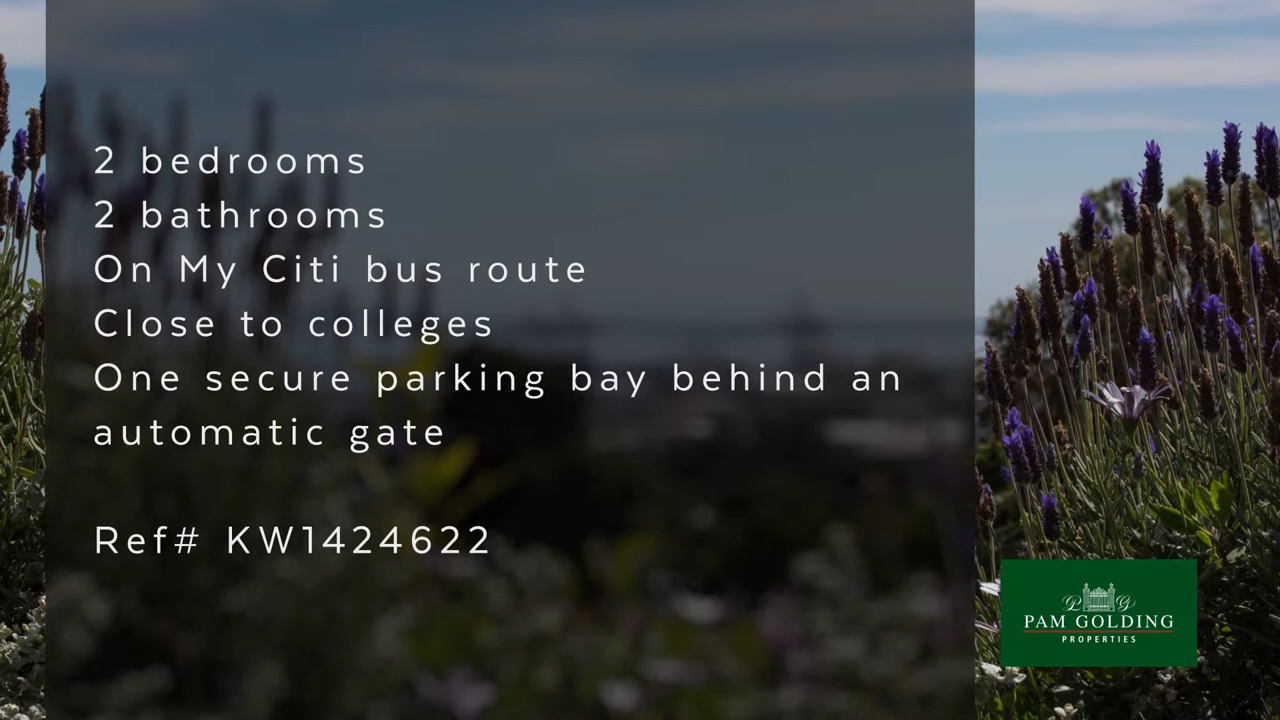 2 bedrooms
2 bathrooms
On My Citi bus route
Close to colleges
One secure parking bay behind an
automatic gate
Ref# KW1424622
P G
PAM GOLDING
PROPERTIES